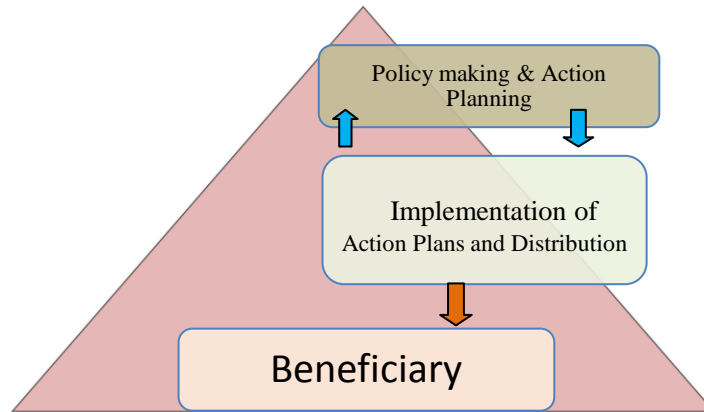 Policy making & Action
Planning
Implementation of
Action Plans and Distribution
Beneficiary